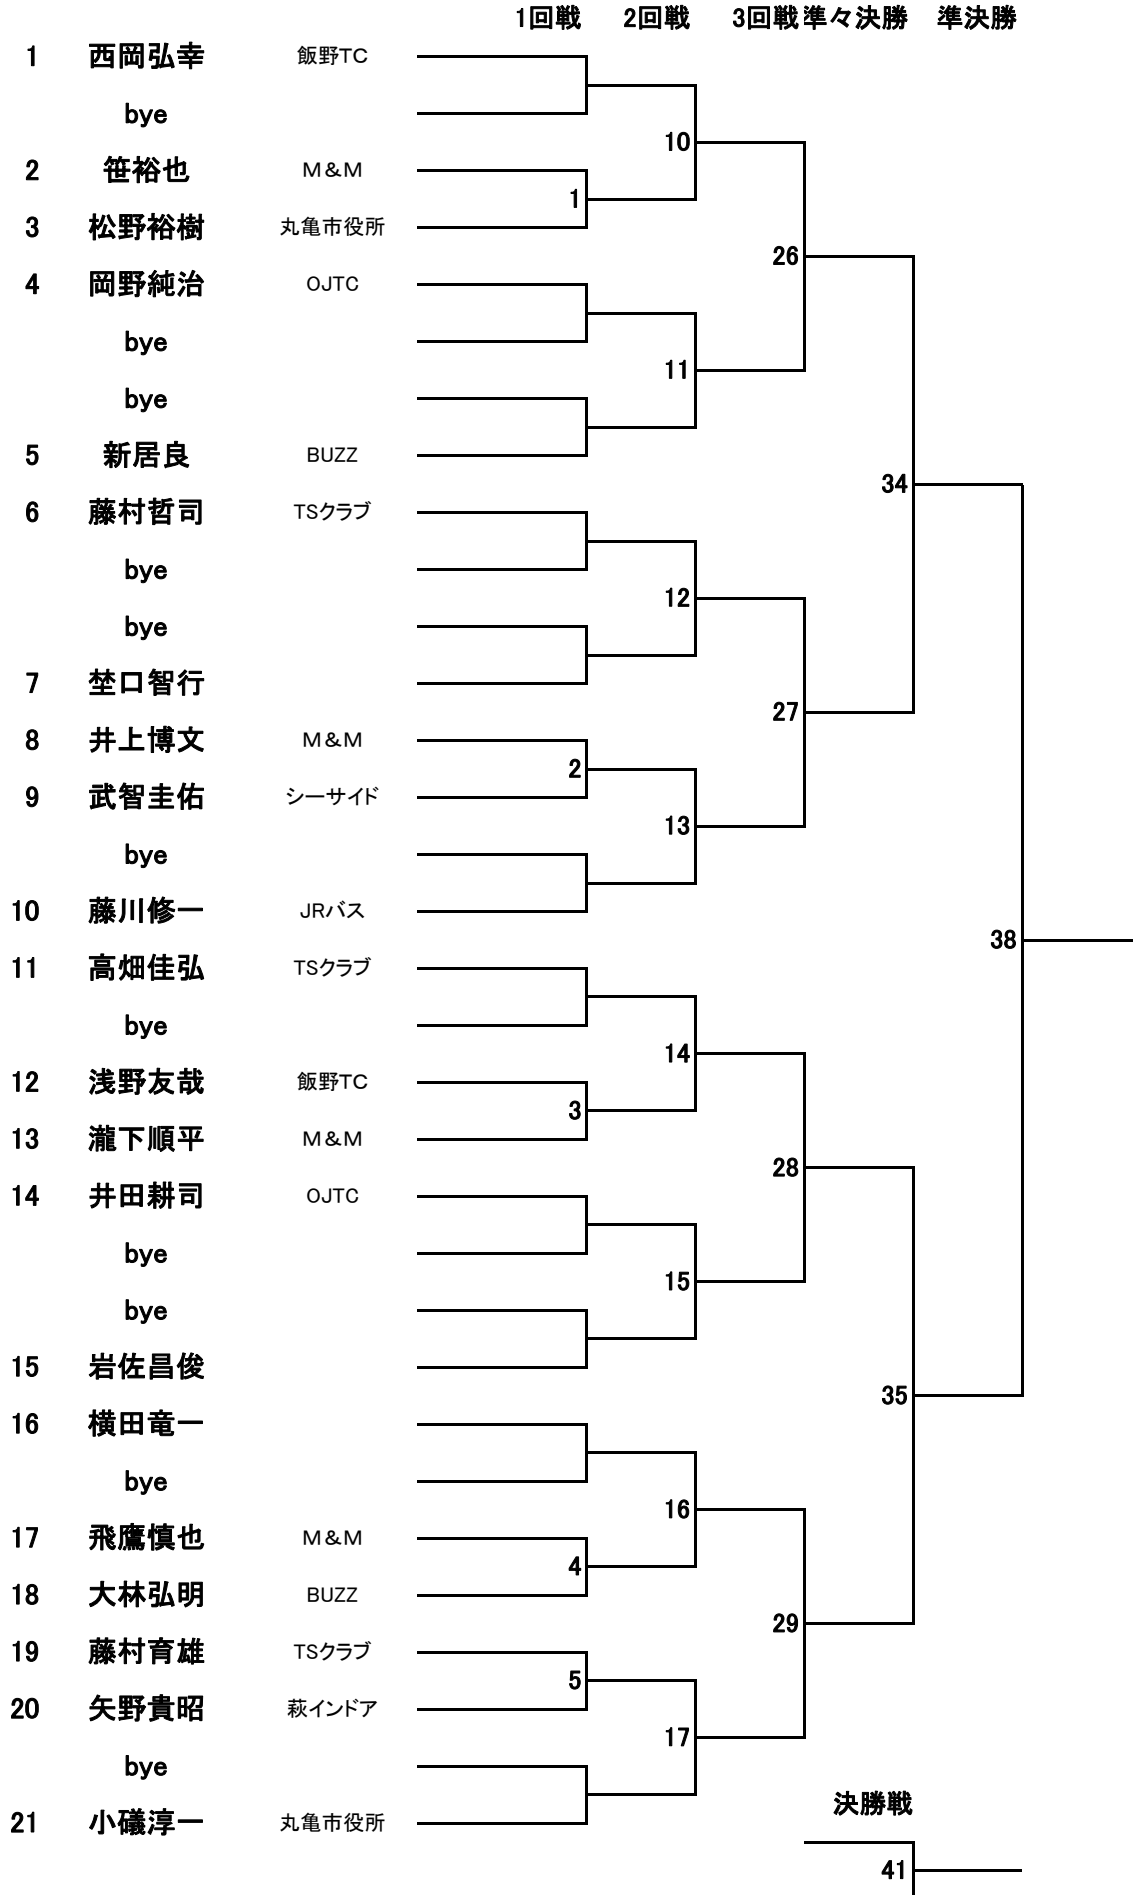 1回戦 2回戦 3回戦 準々決勝 準決勝
1 西岡弘幸 飯野TC
bye
10
2 笹裕也 M&M
1
3 松野裕樹 丸亀市役所
26
4 岡野純治 OJTC
bye
11
bye
5 新居良 BUZZ
34
6 藤村哲司 TSクラブ
bye
12
bye
7 埜口智行
27
8 井上博文 M&M
2
9 武智圭佑 シーサイド
13
bye
10 藤川修一 JRバス
38
11 高畑佳弘 TSクラブ
bye
14
12 浅野友哉 飯野TC
3
13 瀧下順平 M&M
28
14 井田耕司 OJTC
bye
15
bye
15 岩佐昌俊
35
16 横田竜一
bye
16
17 飛鷹慎也 M&M
4
18 大林弘明 BUZZ
29
19 藤村育雄 TSクラブ
5
20 矢野貴昭 萩インドア
17
bye
決勝戦
21 小礒淳一 丸亀市役所
41